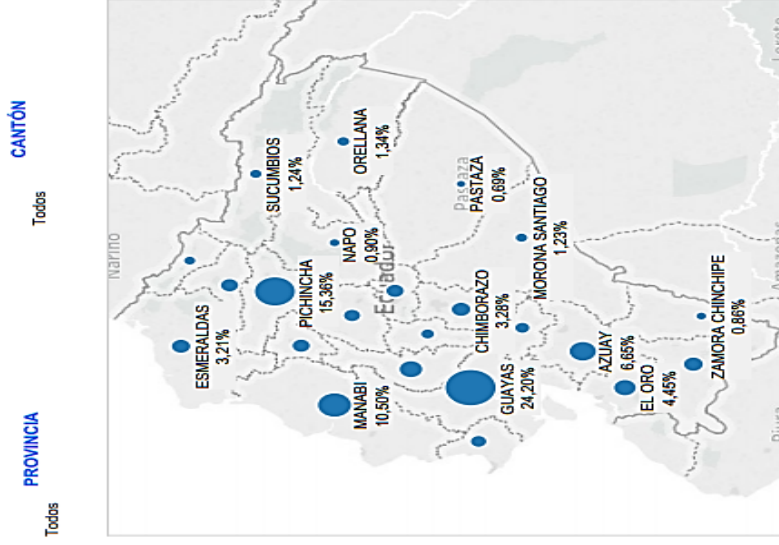 PROVINCIA
CANTÓN
Todos
Todos
Nariño
ESMERALDAS
3,21%
SUCUMBIOS
1,24%
PICHINCHA
15,36%
NAPO
0,90%
ORELLANA
1,34%
MANABI
10,50%
Ecuador
Pastaza
PASTAZA
0,69%
CHIMBORAZO
3,28%
GUAYAS
24,20%
MORONA SANTIAGO
1,23%
AZUAY
6,65%
EL ORO
4,45%
ZAMORA CHINCHIPE
0,86%
Piura
Amazonas
Loreto